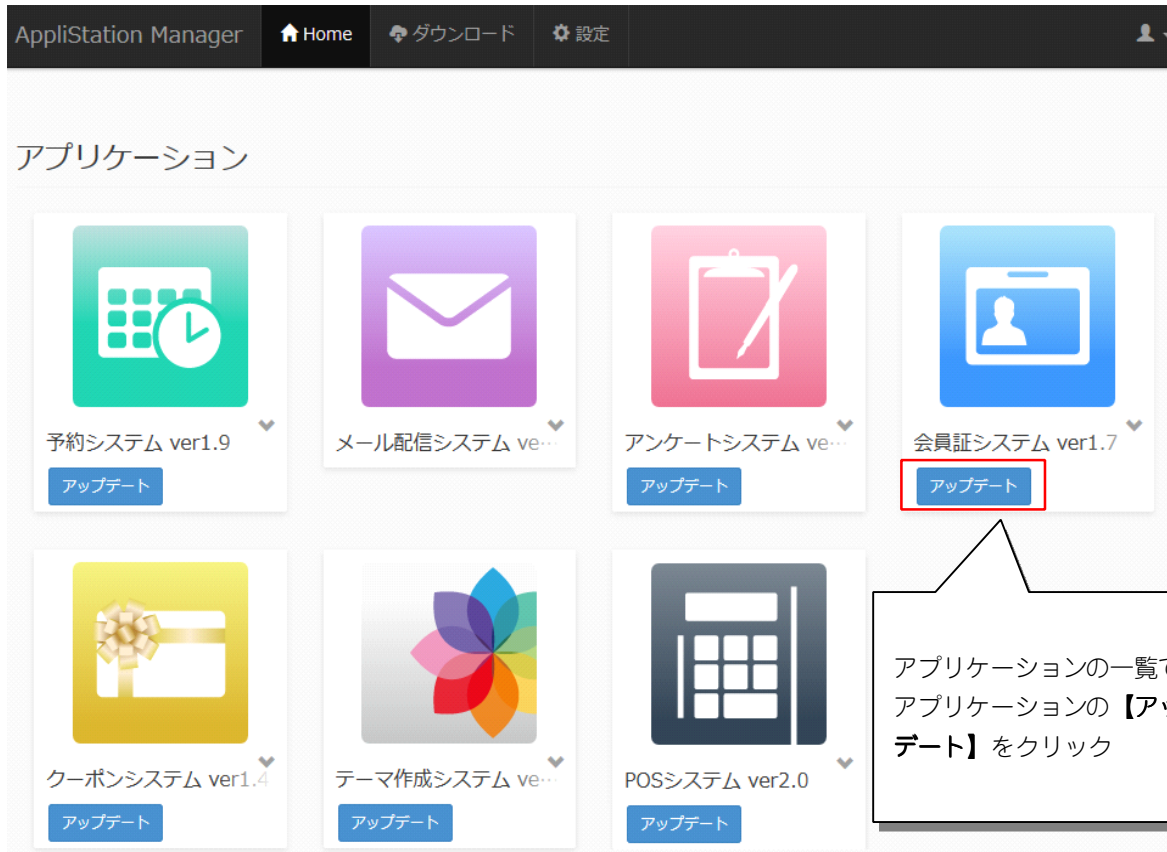 AppliStation Manager Home ダウンロード 設定
アプリケーション
予約システム ver1.9
メール配信システム ve…
アンケートシステム ve…
会員証システム ver1.7
アップデート
アップデート
アップデート
クーポンシステム ver1.4
テーマ作成システム ve…
POSシステム ver2.0
アップデート
アップデート
アップデート
アプリケーションの一覧で
アプリケーションの【アッ
デート】をクリック